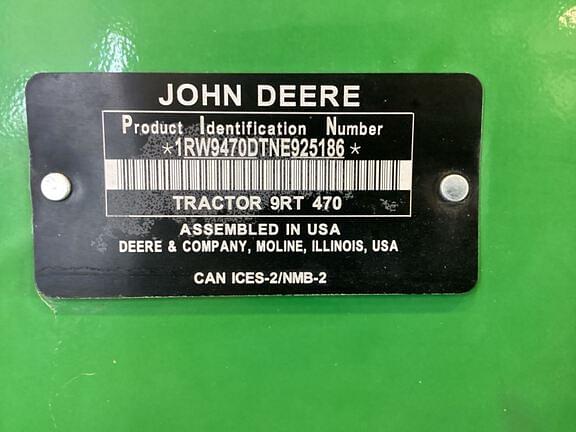 JOHN DEERE
Product Identification Number
*1RW9470DTNE925186*
TRACTOR 9RT 470
ASSEMBLED IN USA
DEERE & COMPANY, MOLINE, ILLINOIS, USA
CAN ICES-2/NMB-2